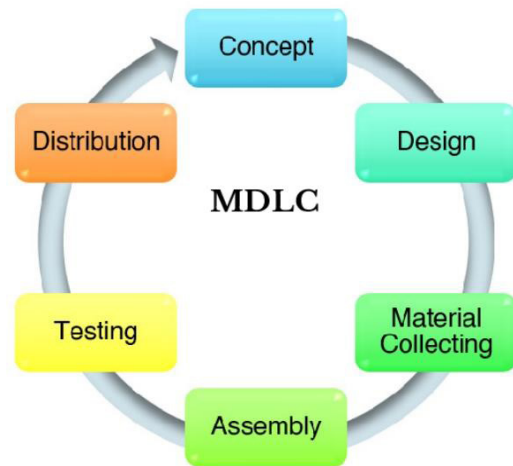 Concept
Design
Material
Collecting
Assembly
Testing
Distribution
MDLC